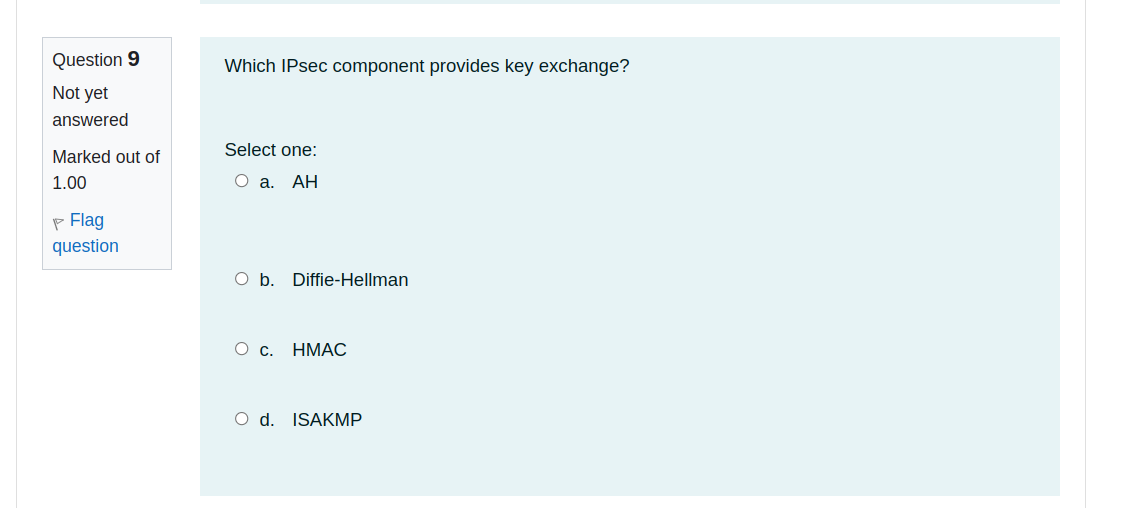 Question 9
Not yet
answered
Marked out of
1.00
Flag
question
Which IPsec component provides key exchange?
Select one:
a. AH
b. Diffie-Hellman
c. HMAC
d. ISAKMP